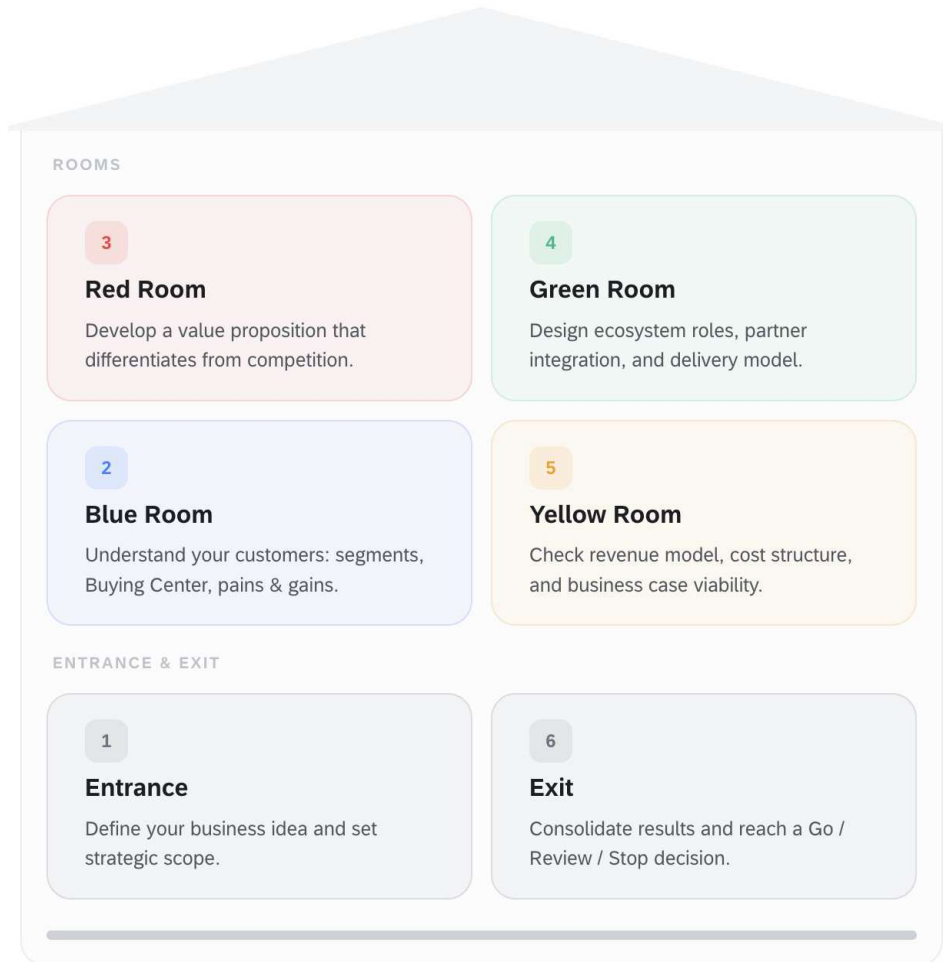 ROOMS
3
Red Room
Develop a value proposition that
differentiates from competition.
4
Green Room
Design ecosystem roles, partner
integration, and delivery model.
2
Blue Room
Understand your customers: segments,
Buying Center, pains & gains.
5
Yellow Room
Check revenue model, cost structure,
and business case viability.
ENTRANCE & EXIT
1
Entrance
Define your business idea and set
strategic scope.
6
Exit
Consolidate results and reach a Go /
Review / Stop decision.